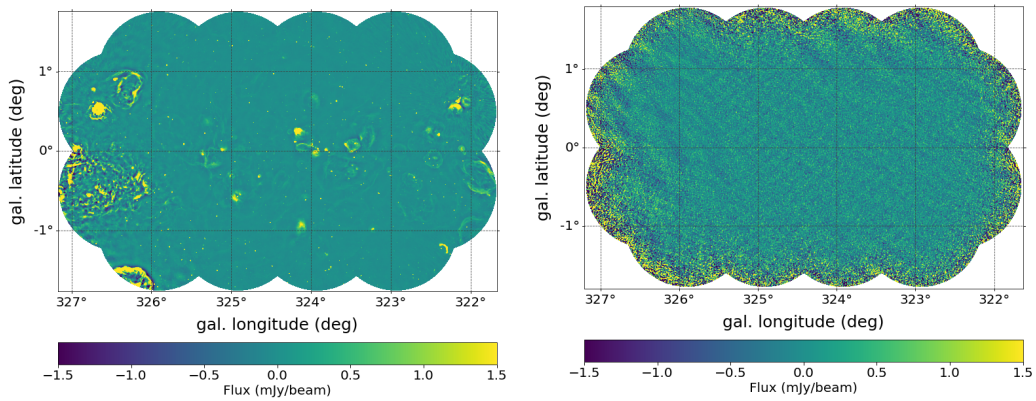 gal. latitude (deg)
1°
0°
-1°
327° 326° 325° 324° 323° 322°
gal. longitude (deg)
−1.5 −1.0 −0.5 0.0 0.5 1.0 1.5
Flux (mJy/beam)
gal. latitude (deg)
1°
0°
-1°
327° 326° 325° 324° 323° 322°
gal. longitude (deg)
−1.5 −1.0 −0.5 0.0 0.5 1.0 1.5
Flux (mJy/beam)